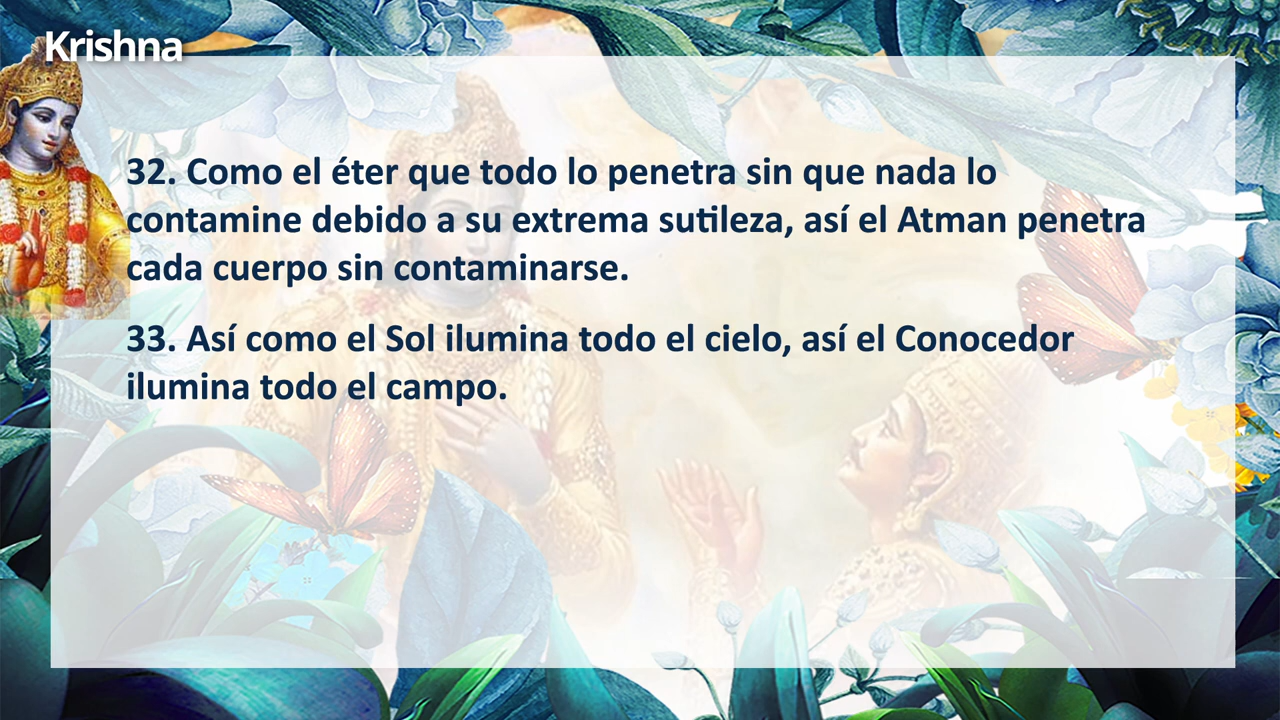 Krishna
32. Como el éter que todo lo penetra sin que nada lo
contamine debido a su extrema sutileza, así el Atman penetra
cada cuerpo sin contaminarse.
33. Así como el Sol ilumina todo el cielo, así el Conocedor
ilumina todo el campo.